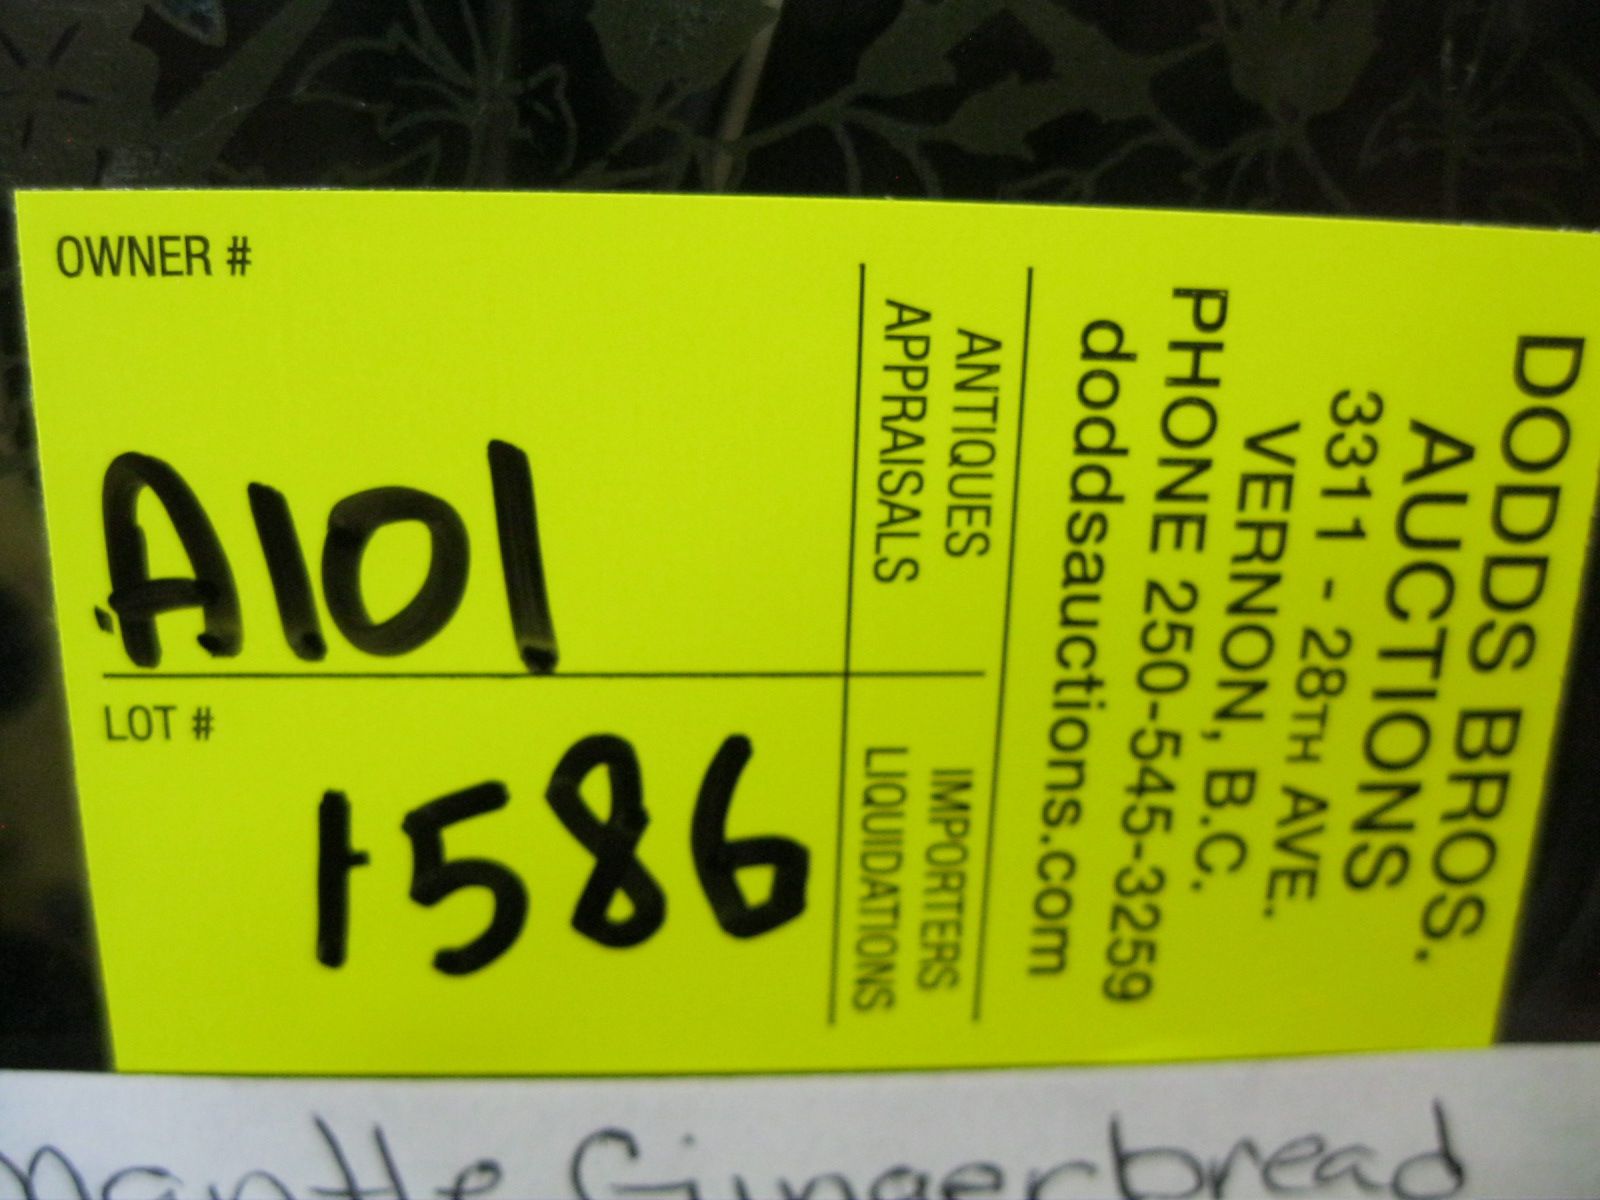 OWNER #
A101
LOT #
1586
ANTIQUES
APPRAISALS
IMPORTERS
LIQUIDATIONS
DODDS BROS.
AUCTIONS
3311 - 28TH AVE.
VERNON, B.C.
PHONE 250-545-3259
doddsauctions.com
Mantle Gingerbread